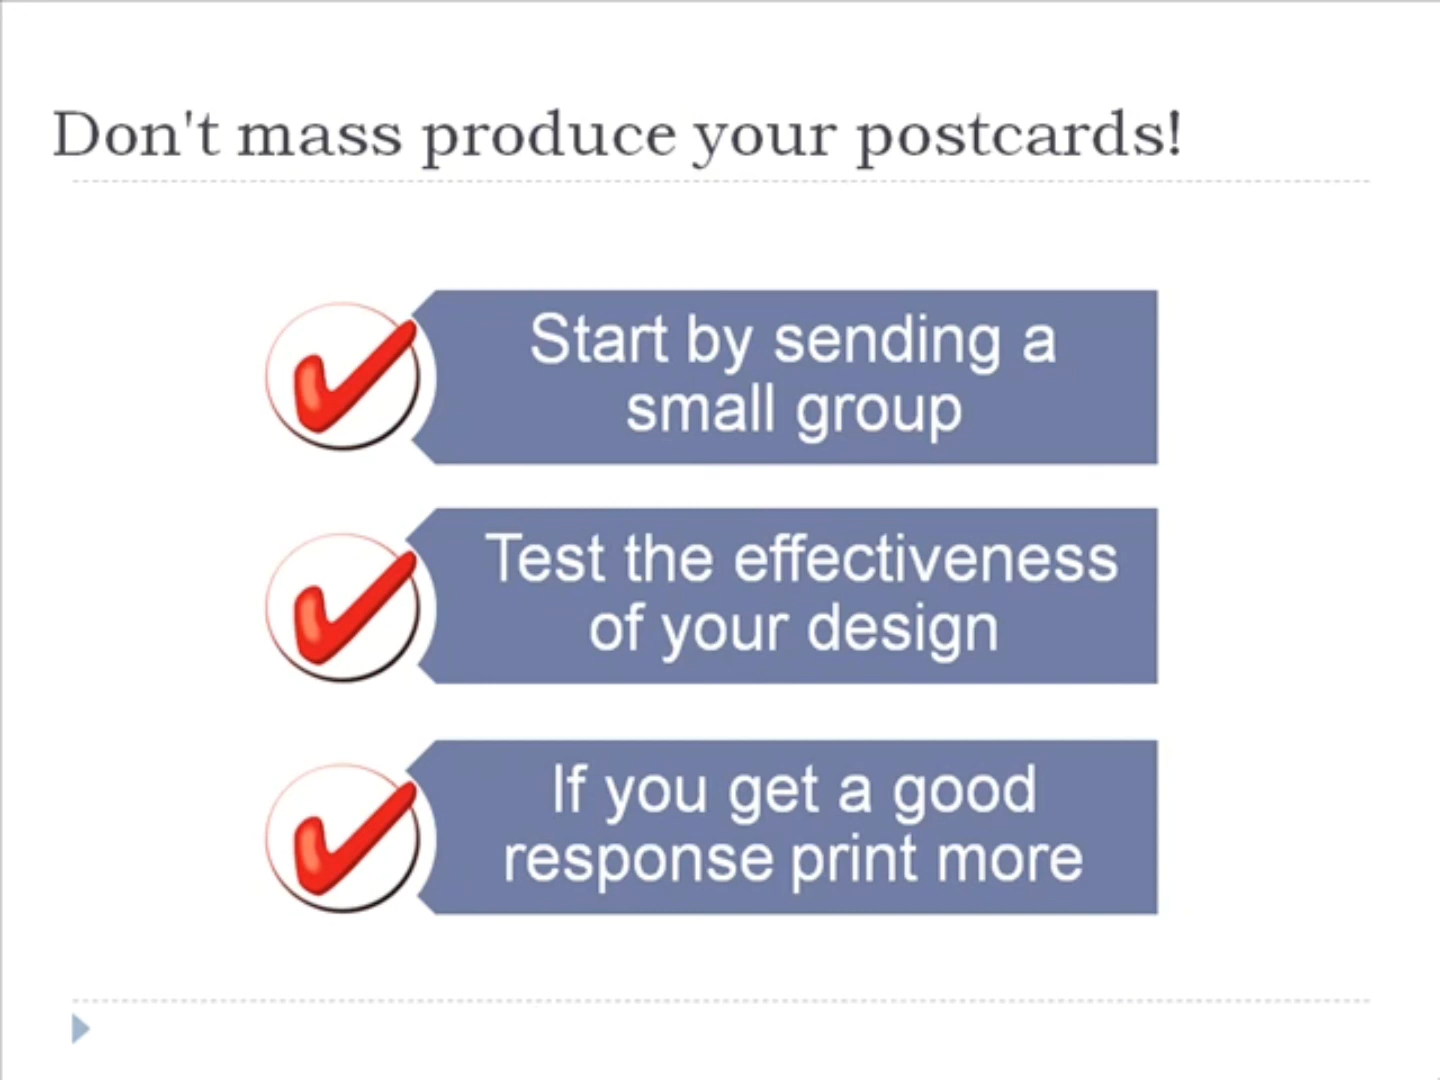 Don't mass produce your postcards!
Start by sending a
small group
Test the effectiveness
of your design
If you get a good
response print more